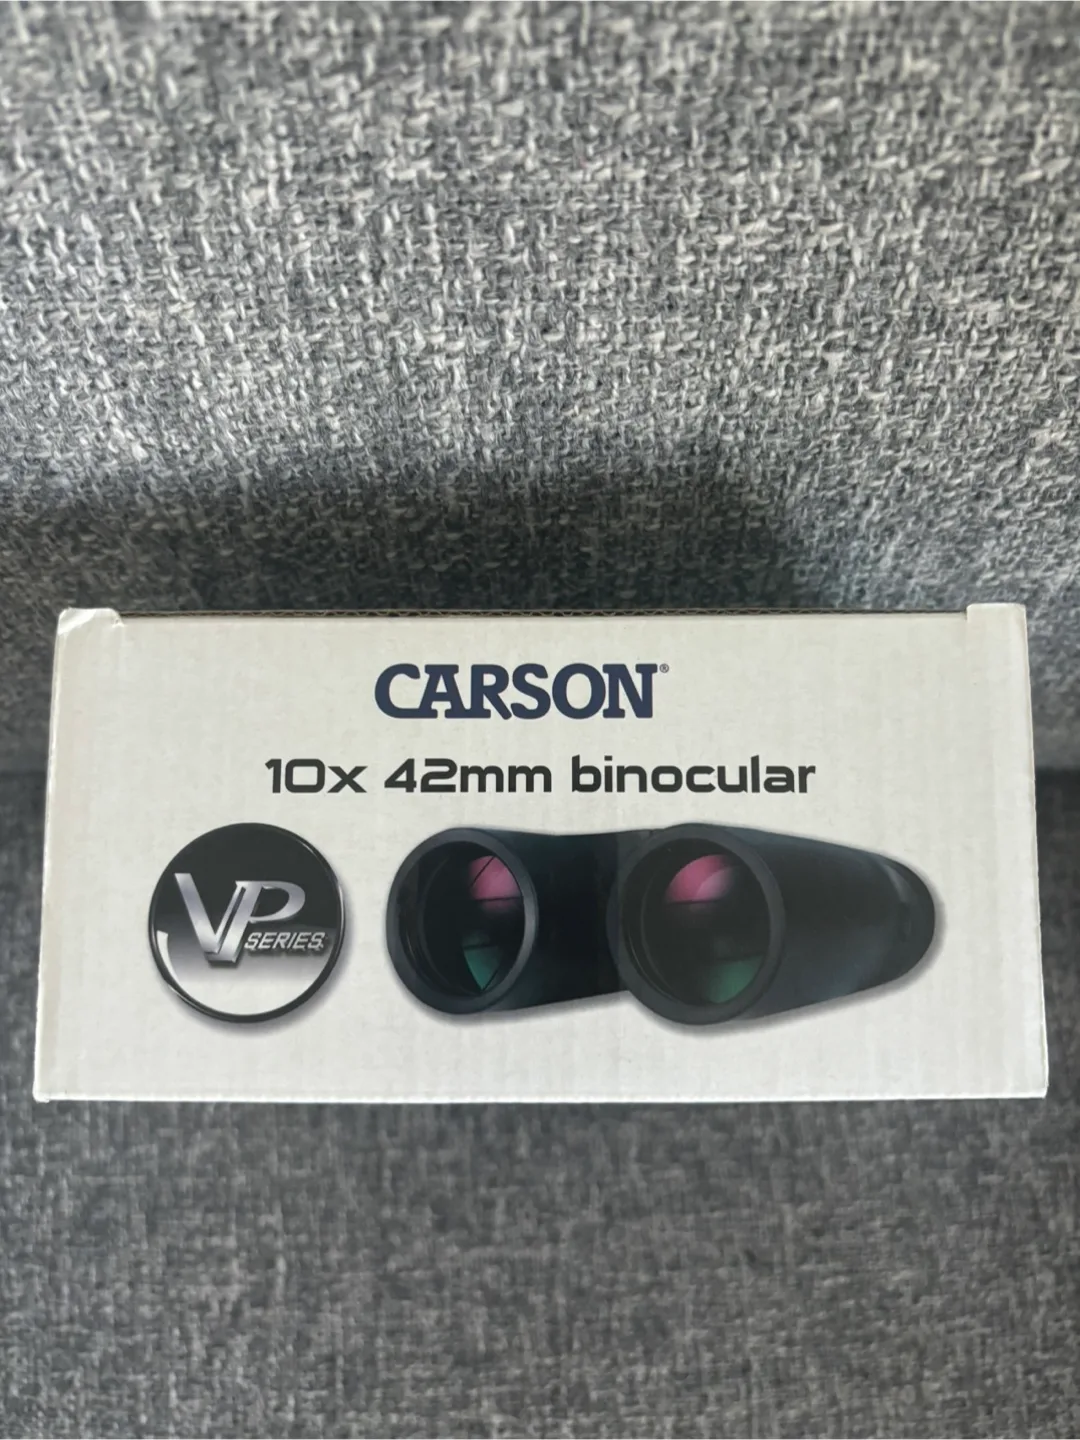 CARSON®
10x 42mm binocular
VP
SERIES